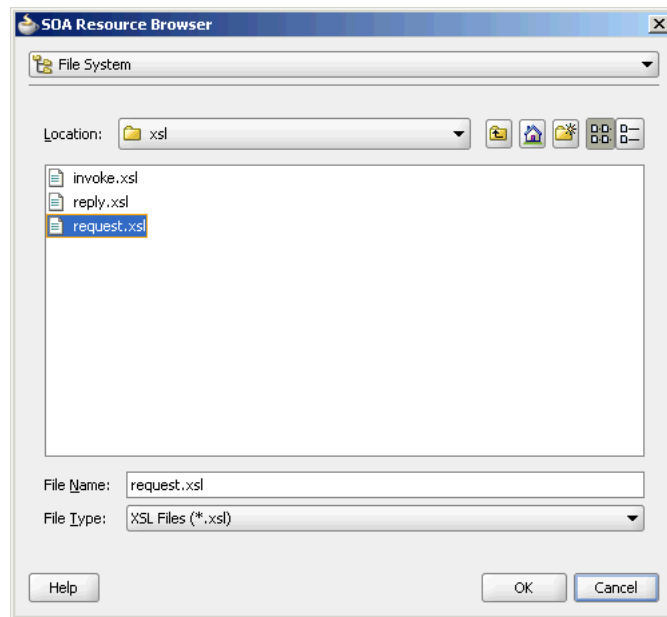 SOA Resource Browser
File System
Location: xsl
invoke.xsl
reply.xsl
request.xsl
File Name: request.xsl
File Type: XSL Files (*.xsl)
Help OK Cancel